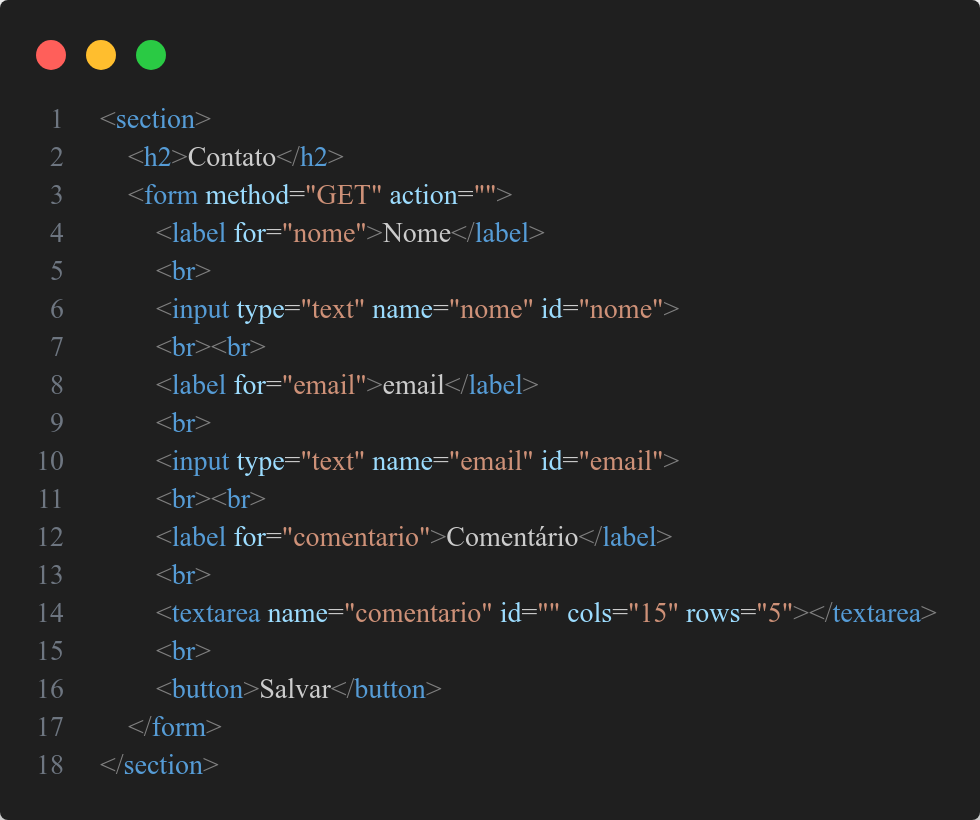 1 <section>
2 <h2>Contato</h2>
3 <form method="GET" action="">
4 <label for="nome">Nome</label>
5 <br>
6 <input type="text" name="nome" id="nome">
7 <br><br>
8 <label for="email">email</label>
9 <br>
10 <input type="text" name="email" id="email">
11 <br><br>
12 <label for="comentario">Comentário</label>
13 <br>
14 <textarea name="comentario" id="" cols="15" rows="5"></textarea>
15 <br>
16 <button>Salvar</button>
17 </form>
18 </section>